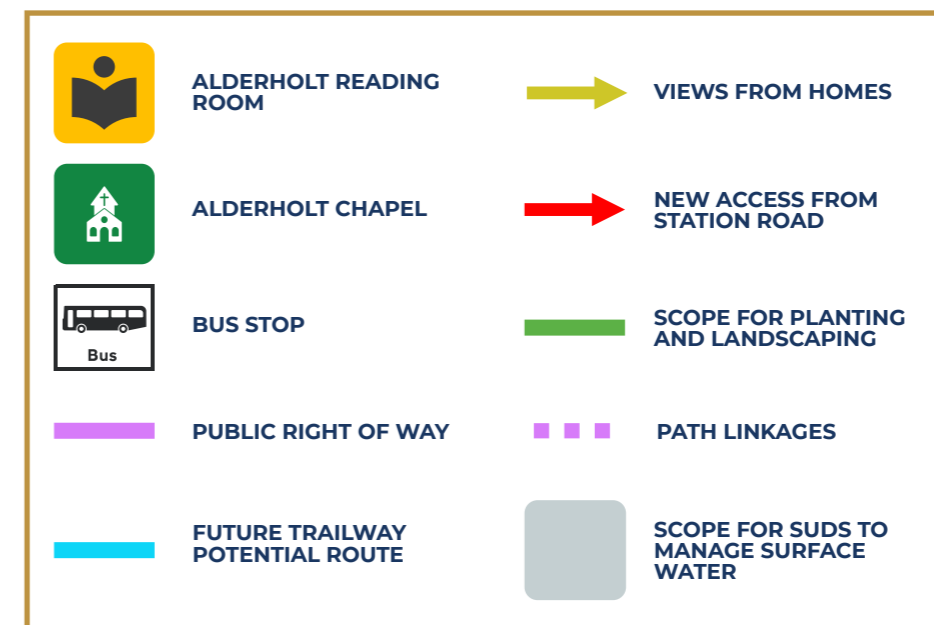 ALDERHOLT READING
ROOM
VIEWS FROM HOMES
ALDERHOLT CHAPEL
NEW ACCESS FROM
STATION ROAD
Bus
BUS STOP
SCOPE FOR PLANTING
AND LANDSCAPING
PUBLIC RIGHT OF WAY
PATH LINKAGES
FUTURE TRAILWAY
POTENTIAL ROUTE
SCOPE FOR SUDS TO
MANAGE SURFACE
WATER